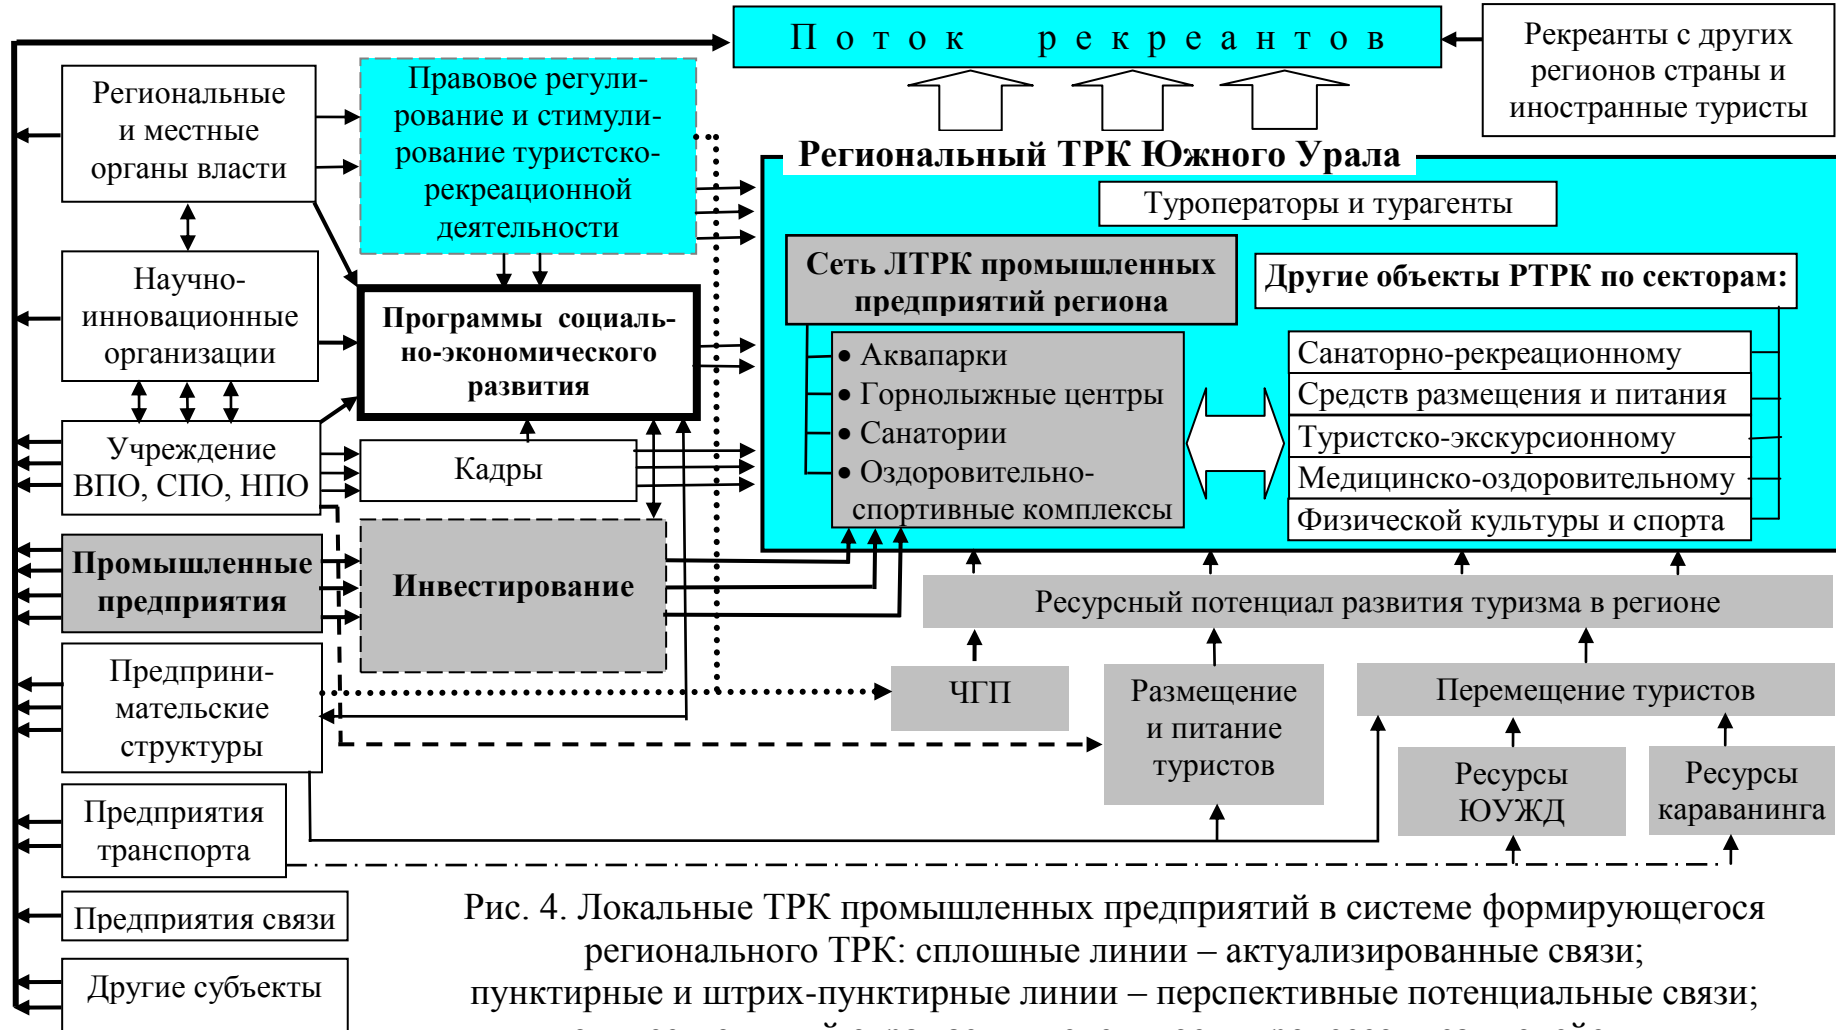 Поток рекреантов
Рекреанты с других
регионов страны и
иностранные туристы
Региональные
и местные
органы власти
Правовое регули-
рование и стимули-
рование туристско-
рекреационной
деятельности
Региональный ТРК Южного Урала
Туроператоры и турагенты
Сеть ЛТРК промышленных
предприятий региона
Другие объекты РТРК по секторам:
Научно-
инновационные
организации
Программы социаль-
но-экономического
развития
• Аквапарки
• Горнолыжные центры
• Санатории
• Оздоровительно-
спортивные комплексы
Санаторно-рекреационному
Средств размещения и питания
Туристско-экскурсионному
Медицинско-оздоровительному
Физической культуры и спорта
Учреждение
ВПО, СПО, НПО
Кадры
Промышленные
предприятия
Инвестирование
Ресурсный потенциал развития туризма в регионе
Предприни-
мательские
структуры
ЧГП
Размещение
и питание
туристов
Перемещение туристов
Ресурсы
ЮУЖД
Ресурсы
караванинга
Предприятия
транспорта
Предприятия связи
Другие субъекты
Рис. 4. Локальные ТРК промышленных предприятий в системе формирующегося
регионального ТРК: сплошные линии – актуализированные связи;
пунктирные и штрих-пунктирные линии – перспективные потенциальные связи;